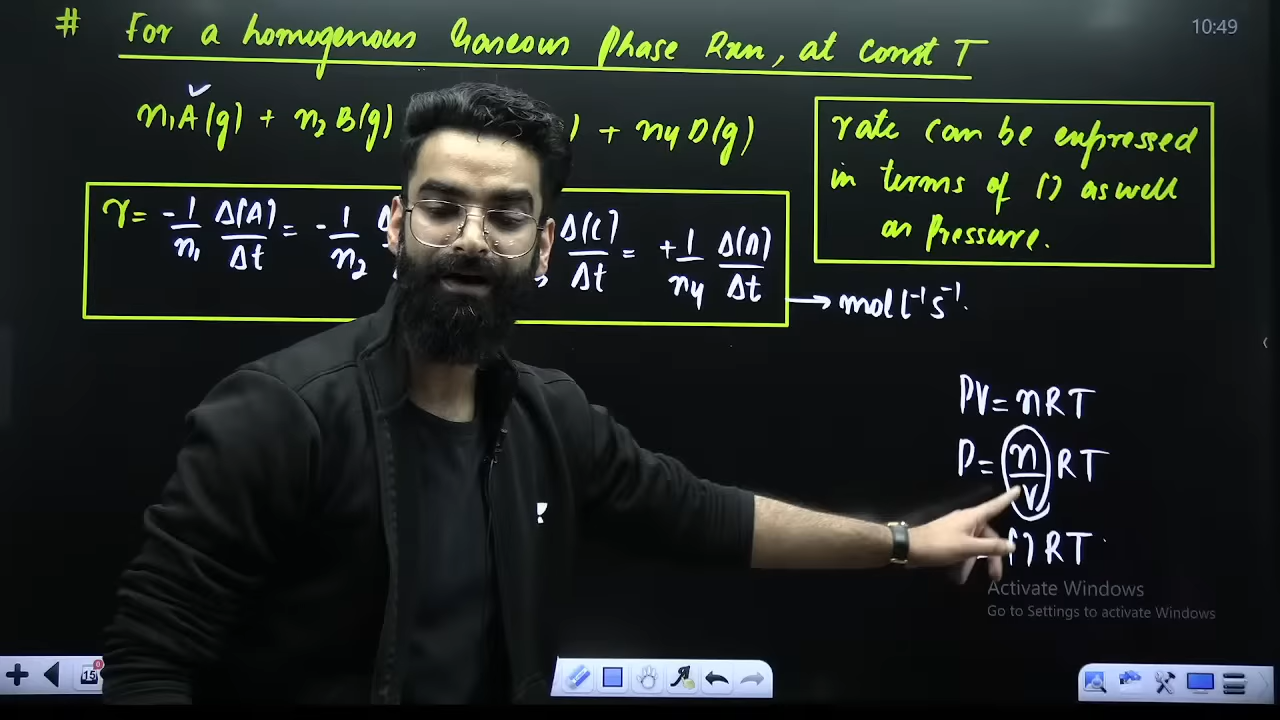 # For a homogenous Gaseous Phase Rxn, at const T
10:49
n₁A(g) + n₂B(g) + n₄D(g)
rate can be expressed
in terms of [] as well
as Pressure.
r = -1/n₁ Δ[A]/Δt = -1/n₂ Δ[C]/Δt = +1/n₄ Δ[D]/Δt
→ mol L⁻¹ s⁻¹.
PV = nRT
P = n/V RT
[] RT
Activate Windows
Go to Settings to activate Windows
15
8